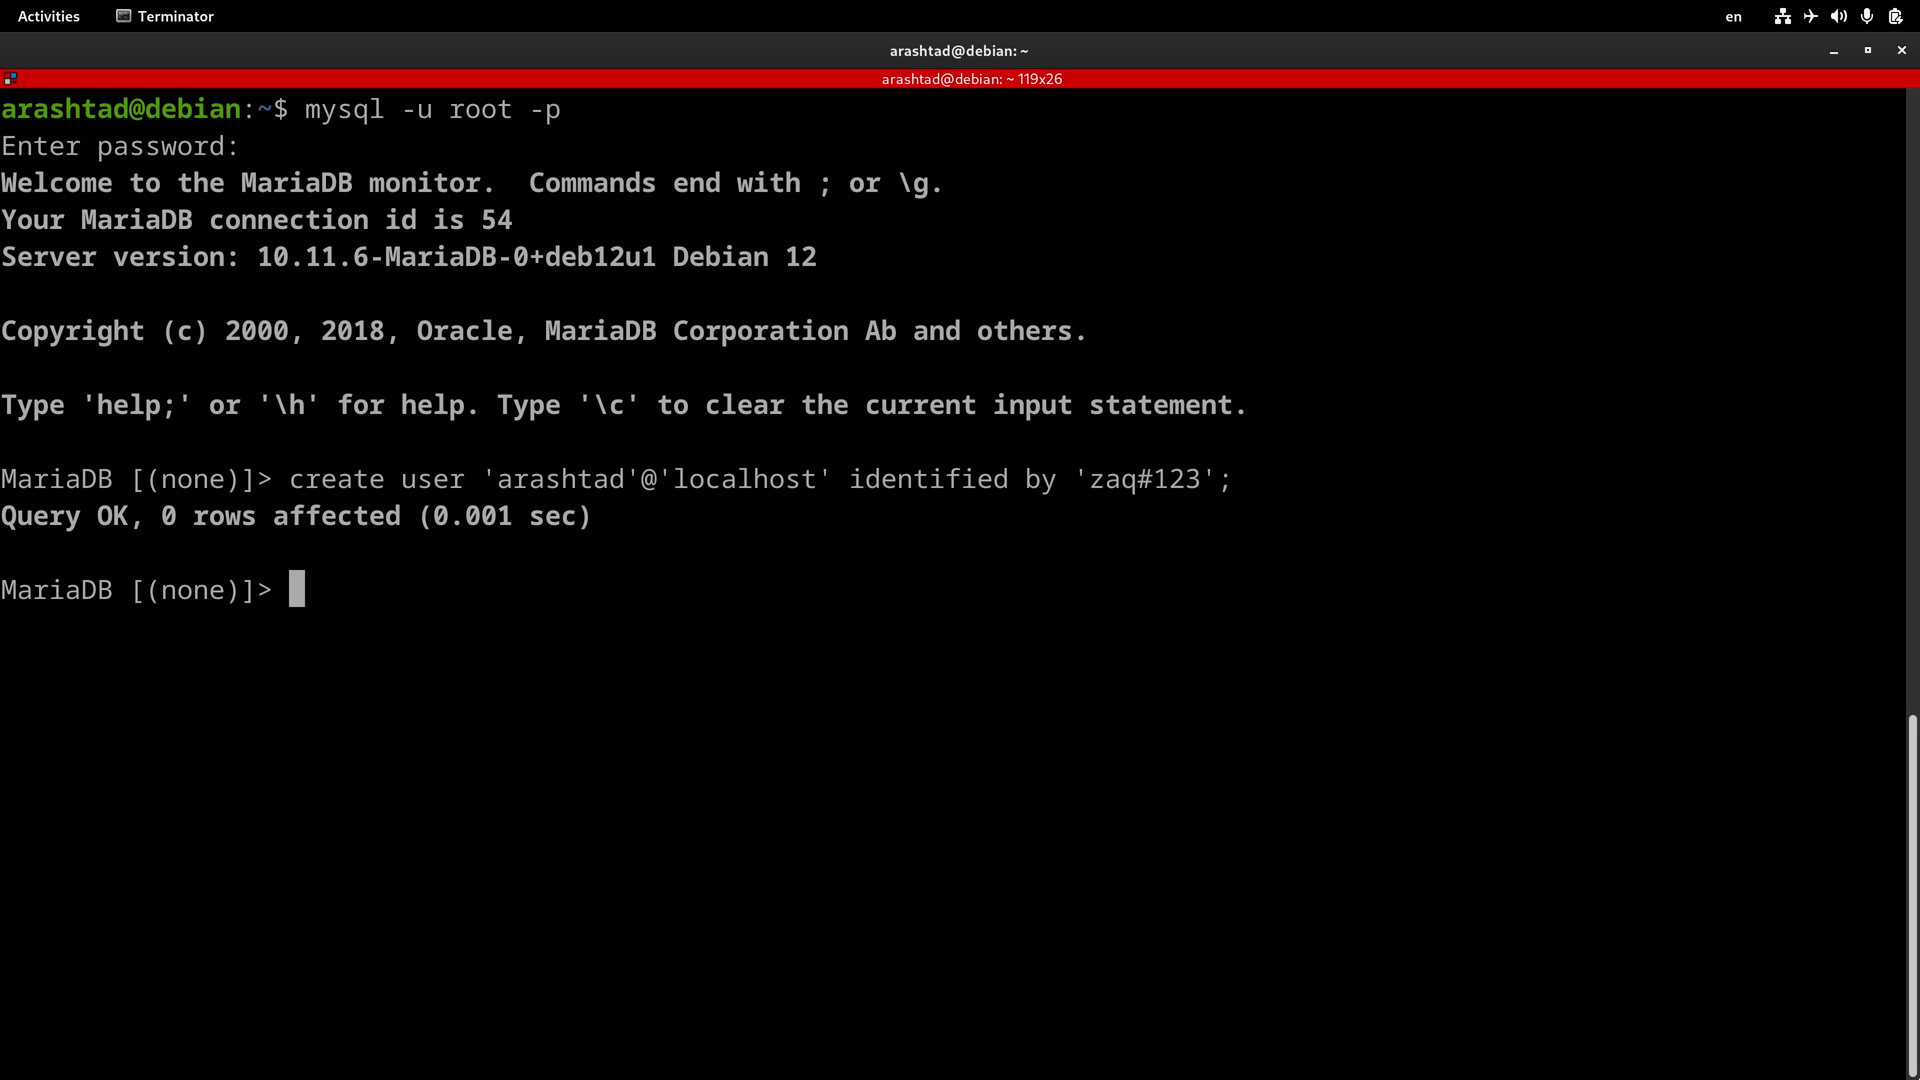 Activities Terminator en
arashtad@debian: ~
arashtad@debian: ~ 119x26
arashtad@debian:~$ mysql -u root -p
Enter password:
Welcome to the MariaDB monitor.  Commands end with ; or \g.
Your MariaDB connection id is 54
Server version: 10.11.6-MariaDB-0+deb12u1 Debian 12
Copyright (c) 2000, 2018, Oracle, MariaDB Corporation Ab and others.
Type 'help;' or '\h' for help. Type '\c' to clear the current input statement.
MariaDB [(none)]> create user 'arashtad'@'localhost' identified by 'zaq#123';
Query OK, 0 rows affected (0.001 sec)
MariaDB [(none)]>